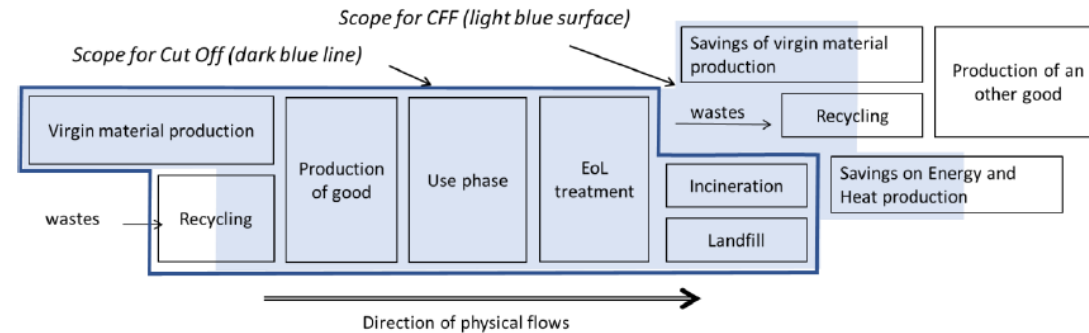 Scope for CFF (light blue surface)
Scope for Cut Off (dark blue line)
Savings of virgin material
production
Production of an
other good
wastes
Recycling
Virgin material production
Production
of good
Use phase
EoL
treatment
Incineration
Savings on Energy and
Heat production
wastes
Recycling
Landfill
Direction of physical flows